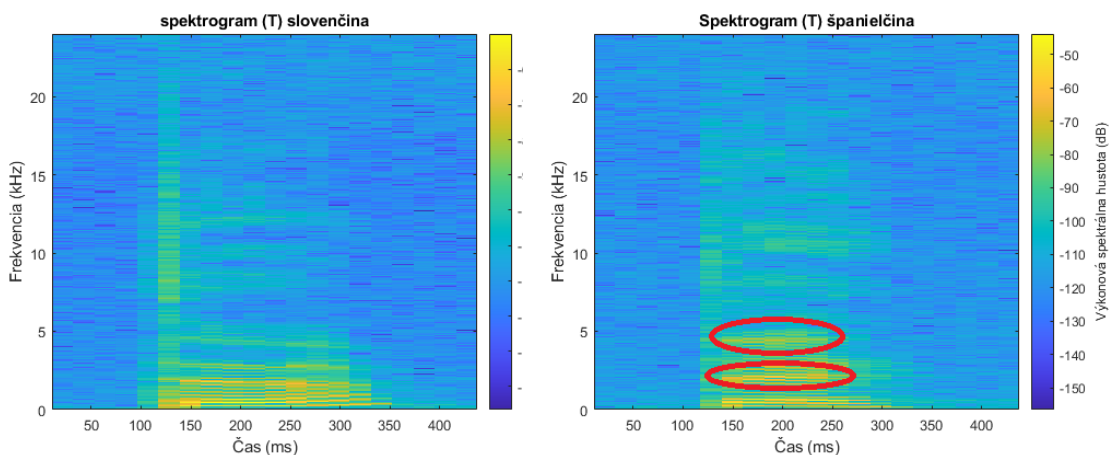 spektrogram (T) slovenčina
20
15
10
5
0
Frekvencia (kHz)
50 100 150 200 250 300 350 400
Čas (ms)
Spektrogram (T) španielčina
20
15
10
5
0
Frekvencia (kHz)
50 100 150 200 250 300 350 400
Čas (ms)
-50
-60
-70
-80
-90
-100
-110
-120
-130
-140
-150
Výkonová spektrálna hustota (dB)